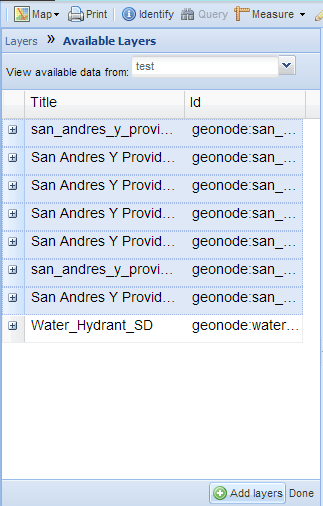 Map Print Identify Query Measure
Layers » Available Layers
View available data from: test
Title Id
san_andres_y_provi... geonode:san_...
San Andres Y Provid... geonode:san_...
San Andres Y Provid... geonode:san_...
San Andres Y Provid... geonode:san_...
San Andres Y Provid... geonode:san_...
san_andres_y_provi... geonode:san_...
San Andres Y Provid... geonode:san_...
Water_Hydrant_SD geonode:water...
Add layers Done